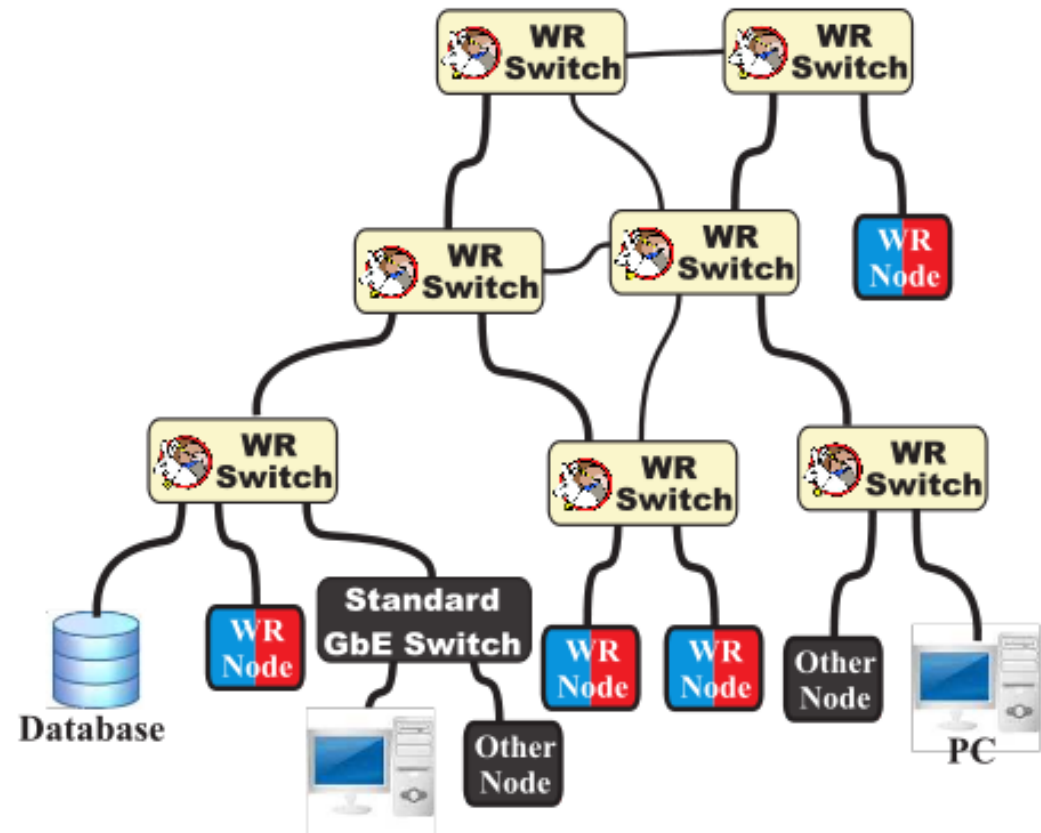 WR
Switch
WR
Switch
WR
Switch
WR
Switch
WR
Node
WR
Switch
WR
Switch
WR
Switch
Standard
GbE Switch
WR
Node
WR
Node
WR
Node
Other
Node
Database
Other
Node
PC